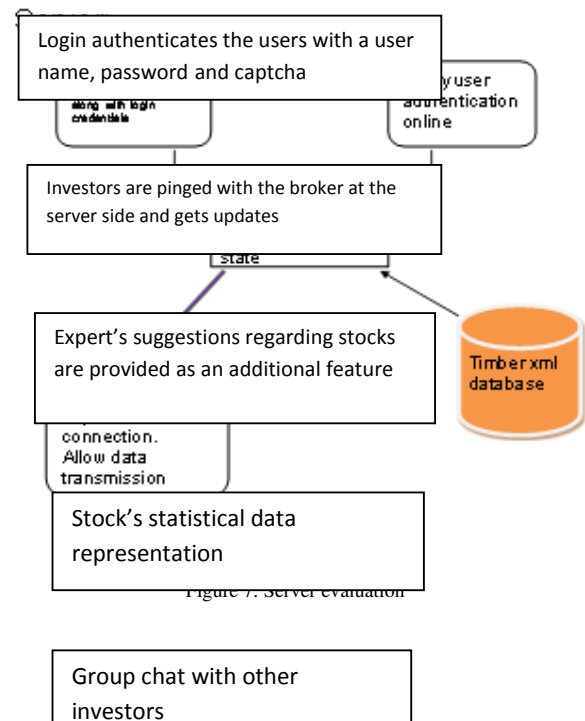 Login authenticates the users with a user
name, password and captcha
along with login
credentials
user
authentication
online
Investors are pinged with the broker at the
server side and gets updates
state
Expert’s suggestions regarding stocks
are provided as an additional feature
Timber xml
database
connection.
Allow data
transmission
Stock’s statistical data
representation
Figure 7. Server evaluation
Group chat with other
investors